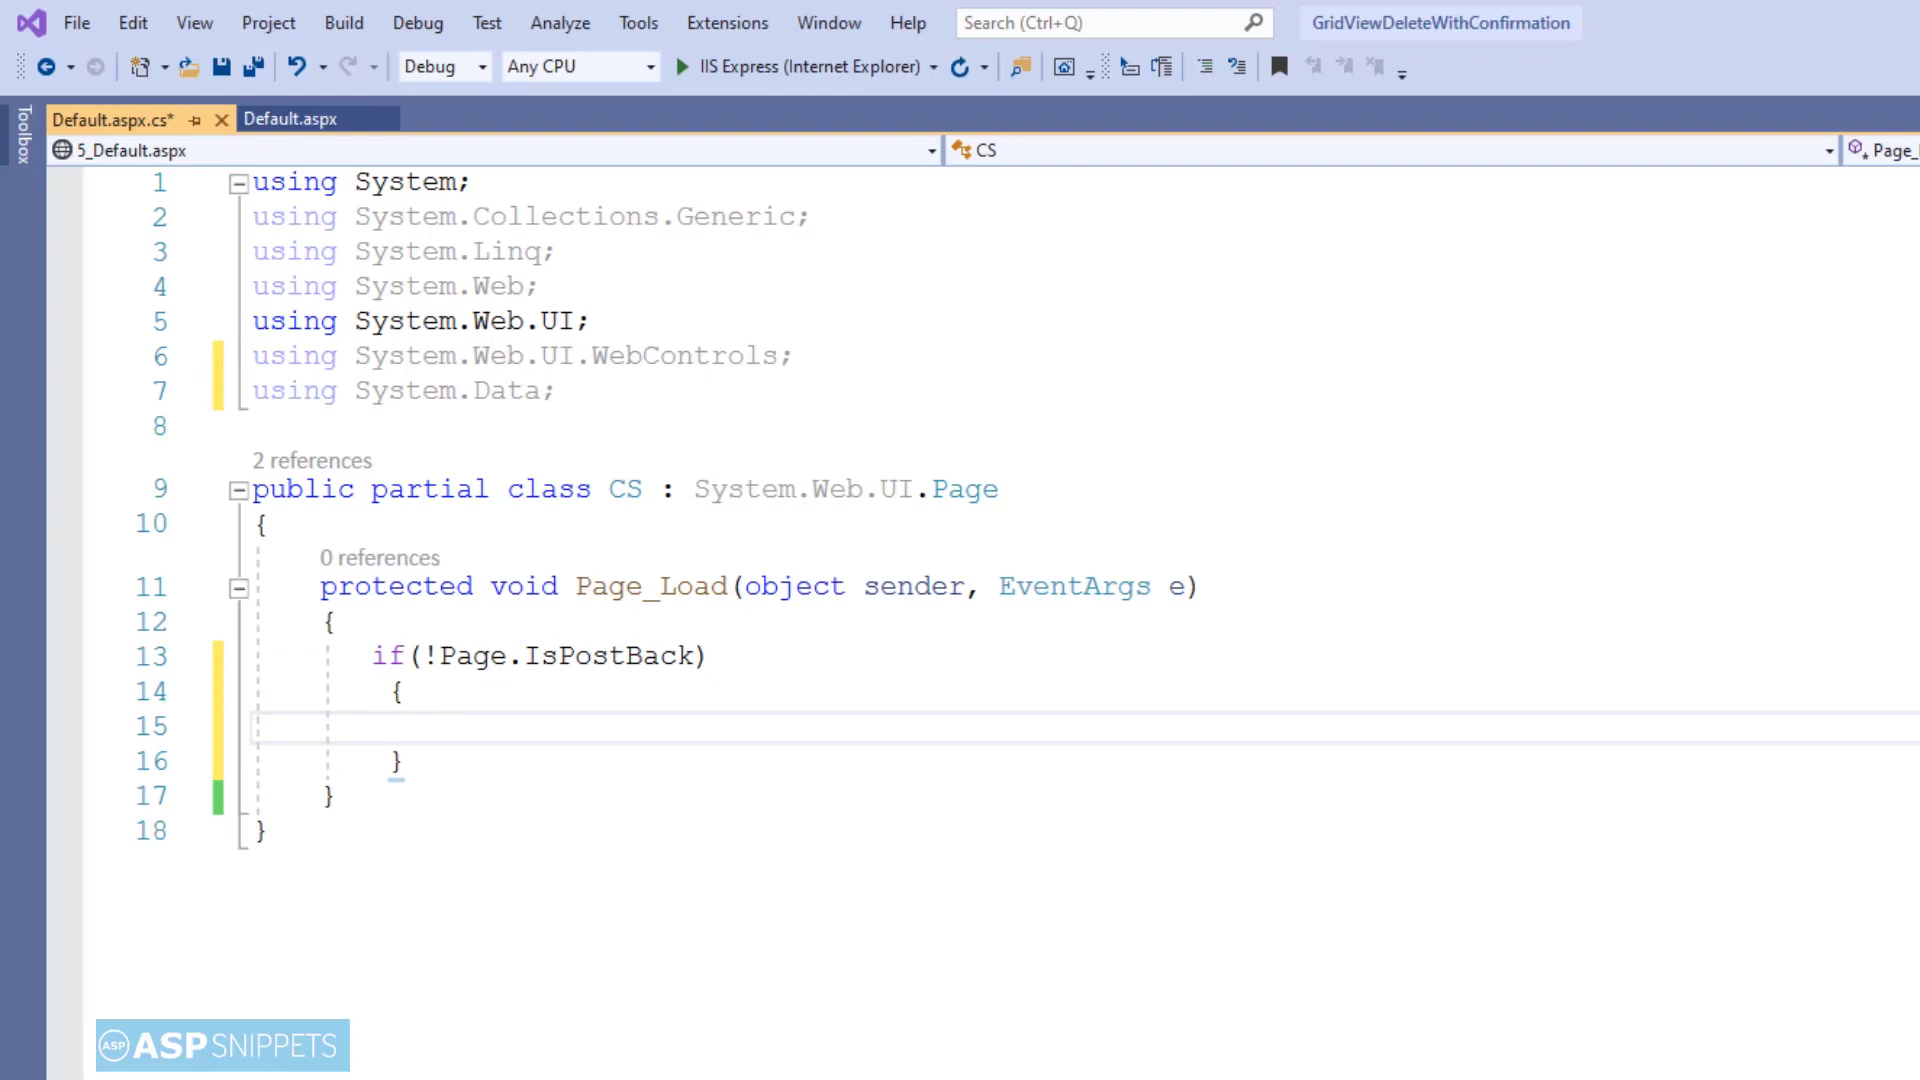 File Edit View Project Build Debug Test Analyze Tools Extensions Window Help Search (Ctrl+Q) GridViewDeleteWithConfirmation
Debug Any CPU IIS Express (Internet Explorer)
Toolbox
Default.aspx.cs* Default.aspx
5_Default.aspx CS Page_
1 using System;
2 using System.Collections.Generic;
3 using System.Linq;
4 using System.Web;
5 using System.Web.UI;
6 using System.Web.UI.WebControls;
7 using System.Data;
8
2 references
9 public partial class CS : System.Web.UI.Page
10 {
0 references
11 protected void Page_Load(object sender, EventArgs e)
12 {
13 if(!Page.IsPostBack)
14 {
15
16 }
17 }
18 }
ASP ASPSNIPPETS